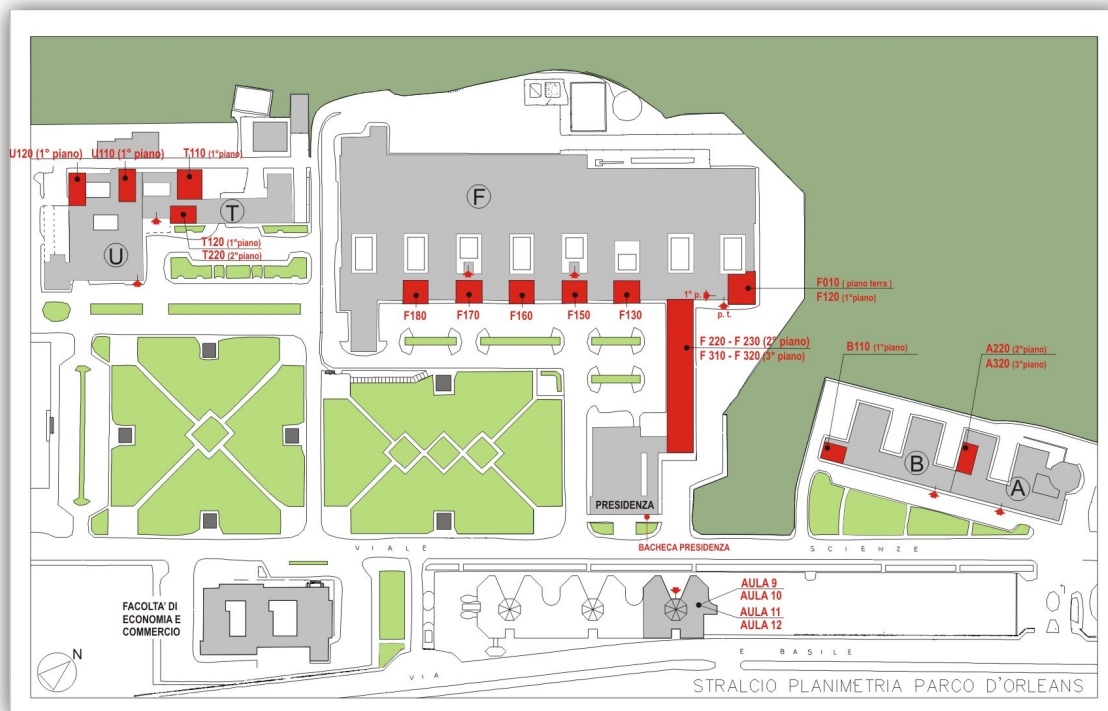 U120 (1° piano)
U110 (1° piano)
T110 (1°piano)
T
U
T120 (1°piano)
T220 (2°piano)
F
F180
F170
F160
F150
F130
1° p.
p. t.
F010 ( piano terra )
F120 (1°piano)
F 220 - F 230 (2° piano)
F 310 - F 320 (3° piano)
B110 (1°piano)
A220 (2°piano)
A320 (3°piano)
B
A
PRESIDENZA
BACHECA PRESIDENZA
VIALE
SCIENZE
FACOLTA' DI
ECONOMIA E
COMMERCIO
AULA 9
AULA 10
AULA 11
AULA 12
N
VIA
E BASILE
STRALCIO PLANIMETRIA PARCO D'ORLEANS